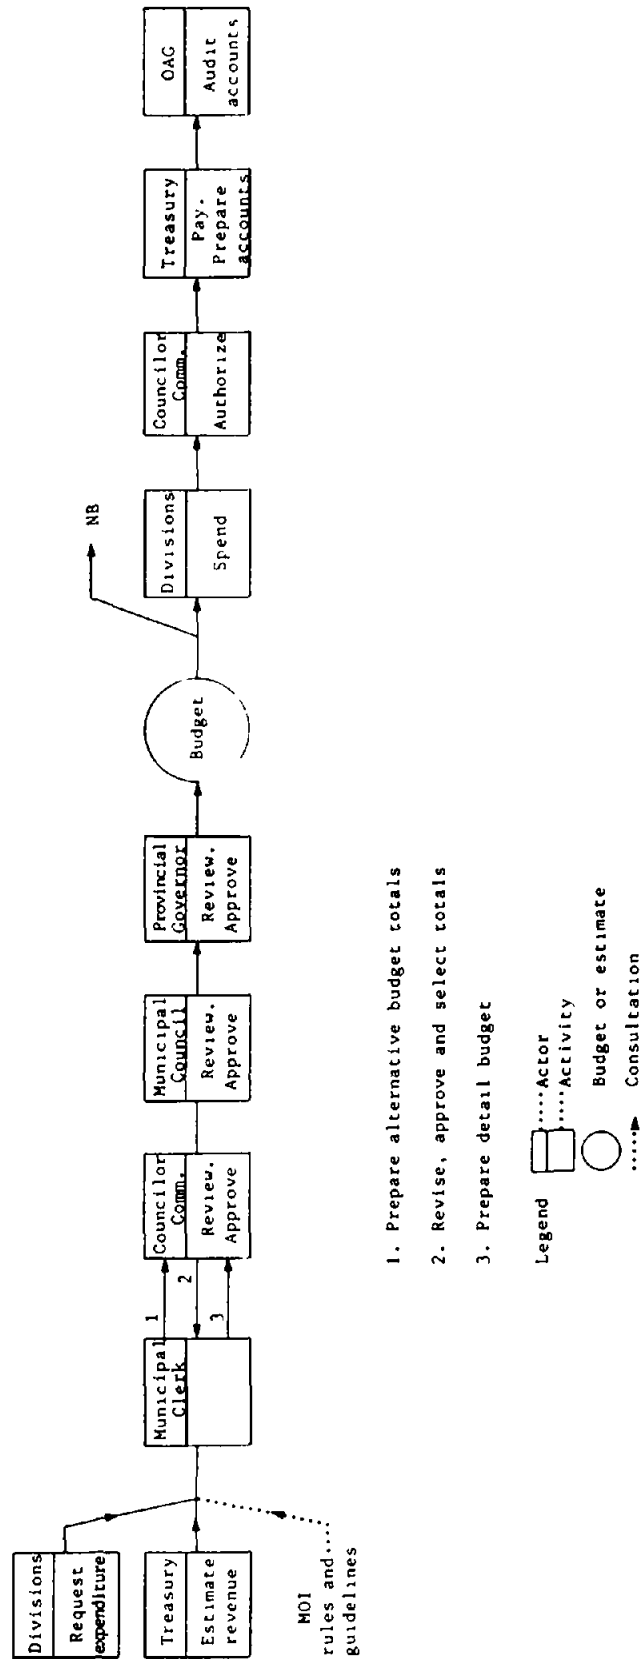 Divisions
Request
expenditure
Treasury
Estimate
revenue
MOI
rules and....
guidelines
Municipal
Clerk
1
2
3
Councilor
Comm.
Review.
Approve
Municipal
Council
Review.
Approve
Provincial
Governor
Review.
Approve
Budget
NB
Divisions
Spend
Councilor
Comm.
Authorize
Treasury
Pay.
Prepare
accounts
OAG
Audit
accounts
1. Prepare alternative budget totals
2. Revise, approve and select totals
3. Prepare detail budget
Legend
.....Actor
.....Activity
Budget or estimate
Consultation